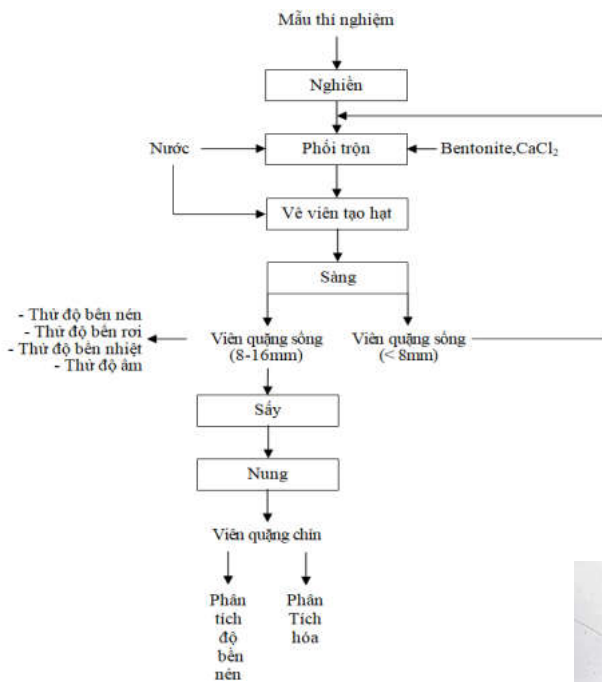 Mẫu thí nghiệm
Nghiền
Nước
Phối trộn
Bentonite,CaCl₂
Vê viên tạo hạt
Sàng
- Thử độ bền nén
- Thử độ bền rơi
- Thử độ bền nhiệt
- Thử độ ẩm
Viên quặng sống
(8-16mm)
Viên quặng sống
(< 8mm)
Sấy
Nung
Viên quặng chín
Phân
tích
độ
bền
nén
Phân
Tích
hóa